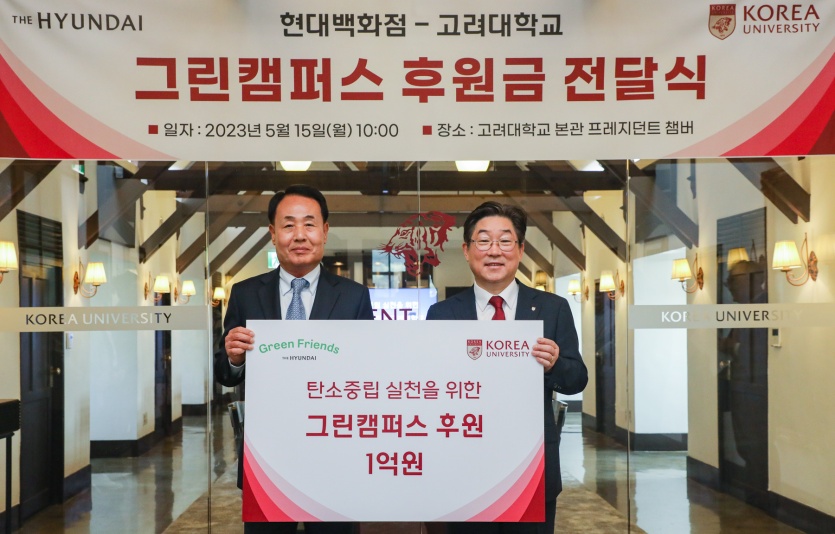 THE HYUNDAI
현대백화점 – 고려대학교
KOREA
UNIVERSITY
그린캠퍼스 후원금 전달식
■ 일자 : 2023년 5월 15일(월) 10:00 ■ 장소 : 고려대학교 본관 프레지던트 챔버
KOREA UNIVERSITY
KOREA UNIVERSITY
Green Friends
THE HYUNDAI
KOREA
UNIVERSITY
탄소중립 실천을 위한
그린캠퍼스 후원
1억원